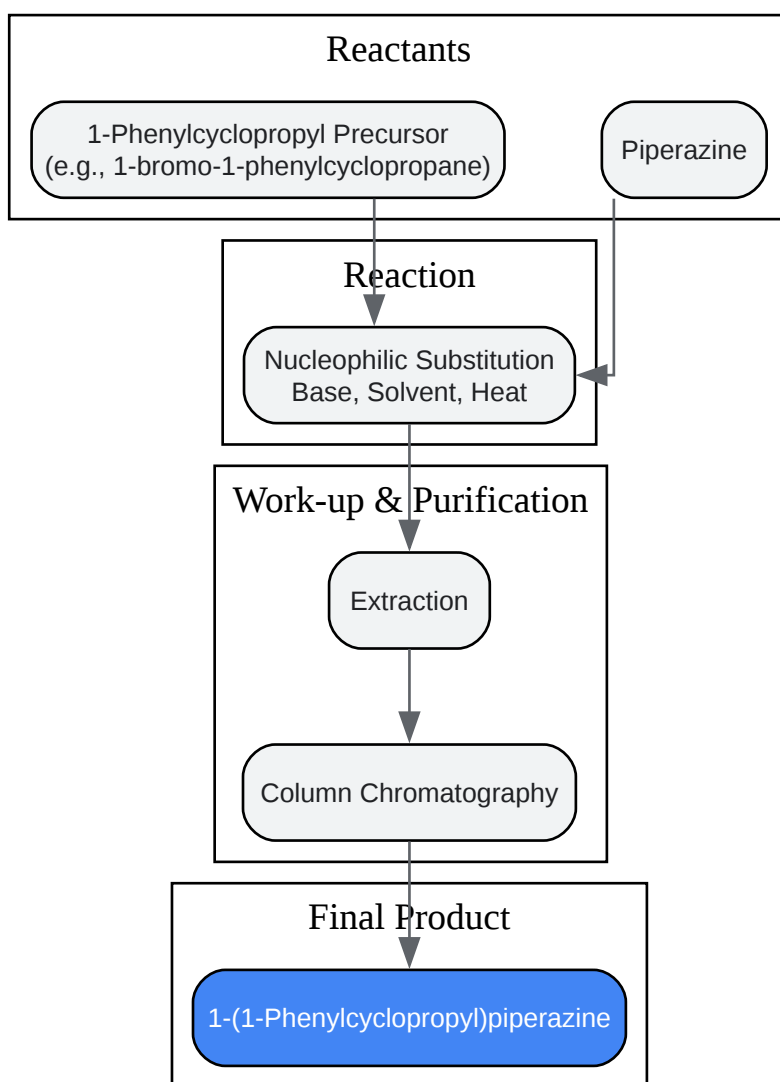 Reactants
1-Phenylcyclopropyl Precursor
(e.g., 1-bromo-1-phenylcyclopropane)
Piperazine
Reaction
Nucleophilic Substitution
Base, Solvent, Heat
Work-up & Purification
Extraction
Column Chromatography
Final Product
1-(1-Phenylcyclopropyl)piperazine